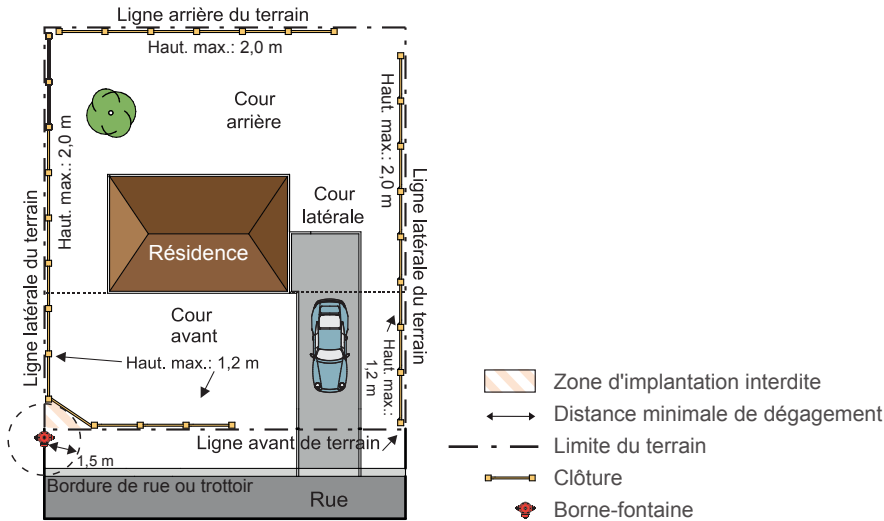 Ligne arrière du terrain
Haut. max.: 2,0 m
Cour
arrière
Haut. max.: 2,0 m
Haut. max.: 2,0 m
Ligne latérale du terrain
Ligne latérale du terrain
Cour
latérale
Résidence
Cour
avant
Haut. max.: 1,2 m
Haut. max.:
1,2 m
Ligne avant de terrain
1,5 m
Bordure de rue ou trottoir
Rue
Zone d'implantation interdite
Distance minimale de dégagement
Limite du terrain
Clôture
Borne-fontaine